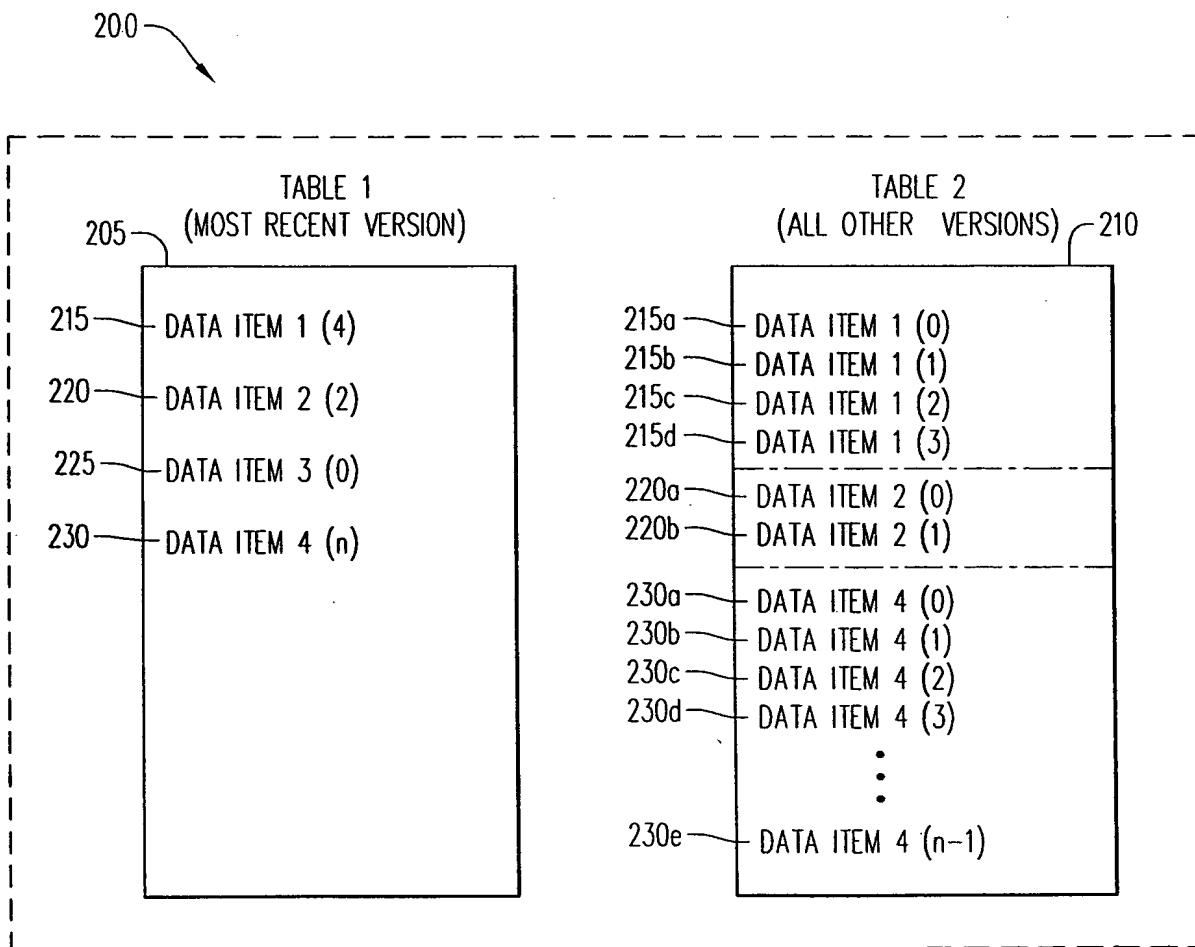 200
TABLE 1
(MOST RECENT VERSION)
205
215 DATA ITEM 1 (4)
220 DATA ITEM 2 (2)
225 DATA ITEM 3 (0)
230 DATA ITEM 4 (n)
TABLE 2
(ALL OTHER VERSIONS)
210
215a DATA ITEM 1 (0)
215b DATA ITEM 1 (1)
215c DATA ITEM 1 (2)
215d DATA ITEM 1 (3)
220a DATA ITEM 2 (0)
220b DATA ITEM 2 (1)
230a DATA ITEM 4 (0)
230b DATA ITEM 4 (1)
230c DATA ITEM 4 (2)
230d DATA ITEM 4 (3)
230e DATA ITEM 4 (n-1)